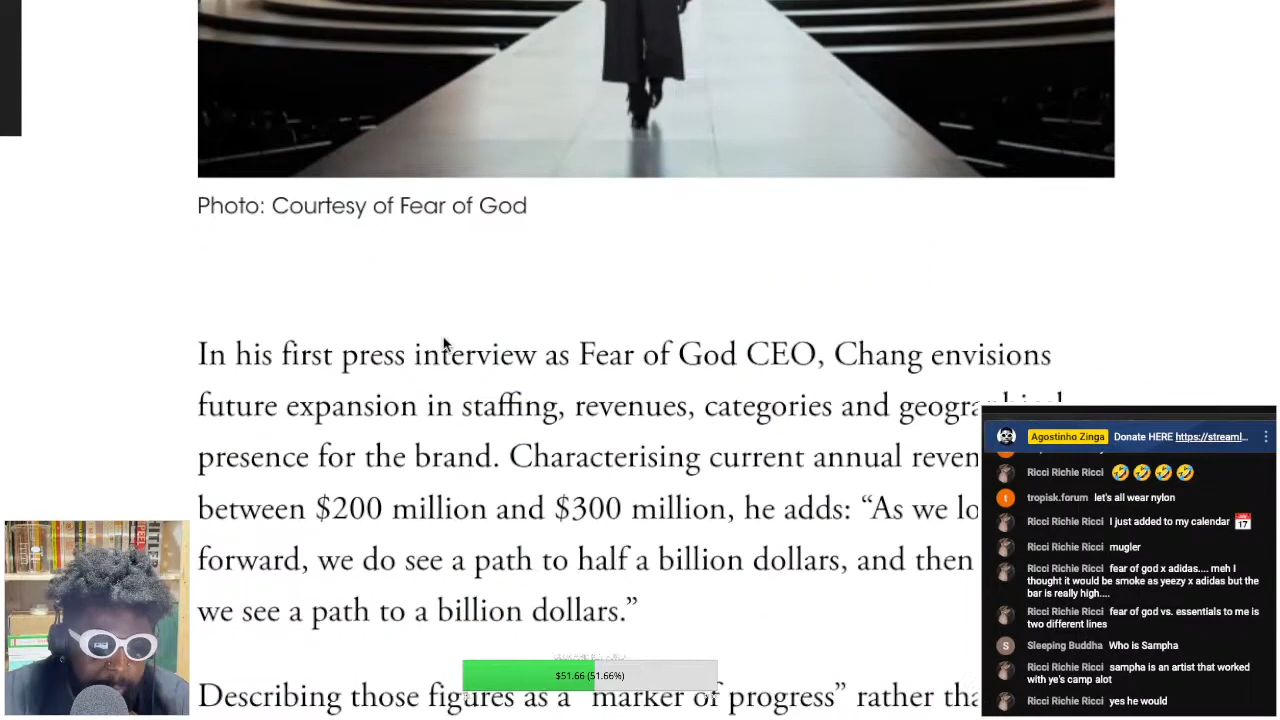 Photo: Courtesy of Fear of God
In his first press interview as Fear of God CEO, Chang envisions
future expansion in staffing, revenues, categories and
presence for the brand. Characterising current annual
between $200 million and $300 million, he adds: “As we
forward, we do see a path to half a billion dollars, and then
we see a path to a billion dollars.”
Describing those figures as a “marker of progress” rather
$51.66 (51.66%)
Agostinho Zinga Donate HERE https://streaml...
Ricci Richie Ricci 🤣 🤣 🤣 🤣
tropisk.forum let's all wear nylon
Ricci Richie Ricci I just added to my calendar 📅
Ricci Richie Ricci mugler
Ricci Richie Ricci fear of god x adidas.... meh I
thought it would be smoke as yeezy x adidas but the
bar is really high....
Ricci Richie Ricci fear of god vs. essentials to me is
two different lines
Sleeping Buddha Who is Sampha
Ricci Richie Ricci sampha is an artist that worked
with ye's camp alot
Ricci Richie Ricci yes he would